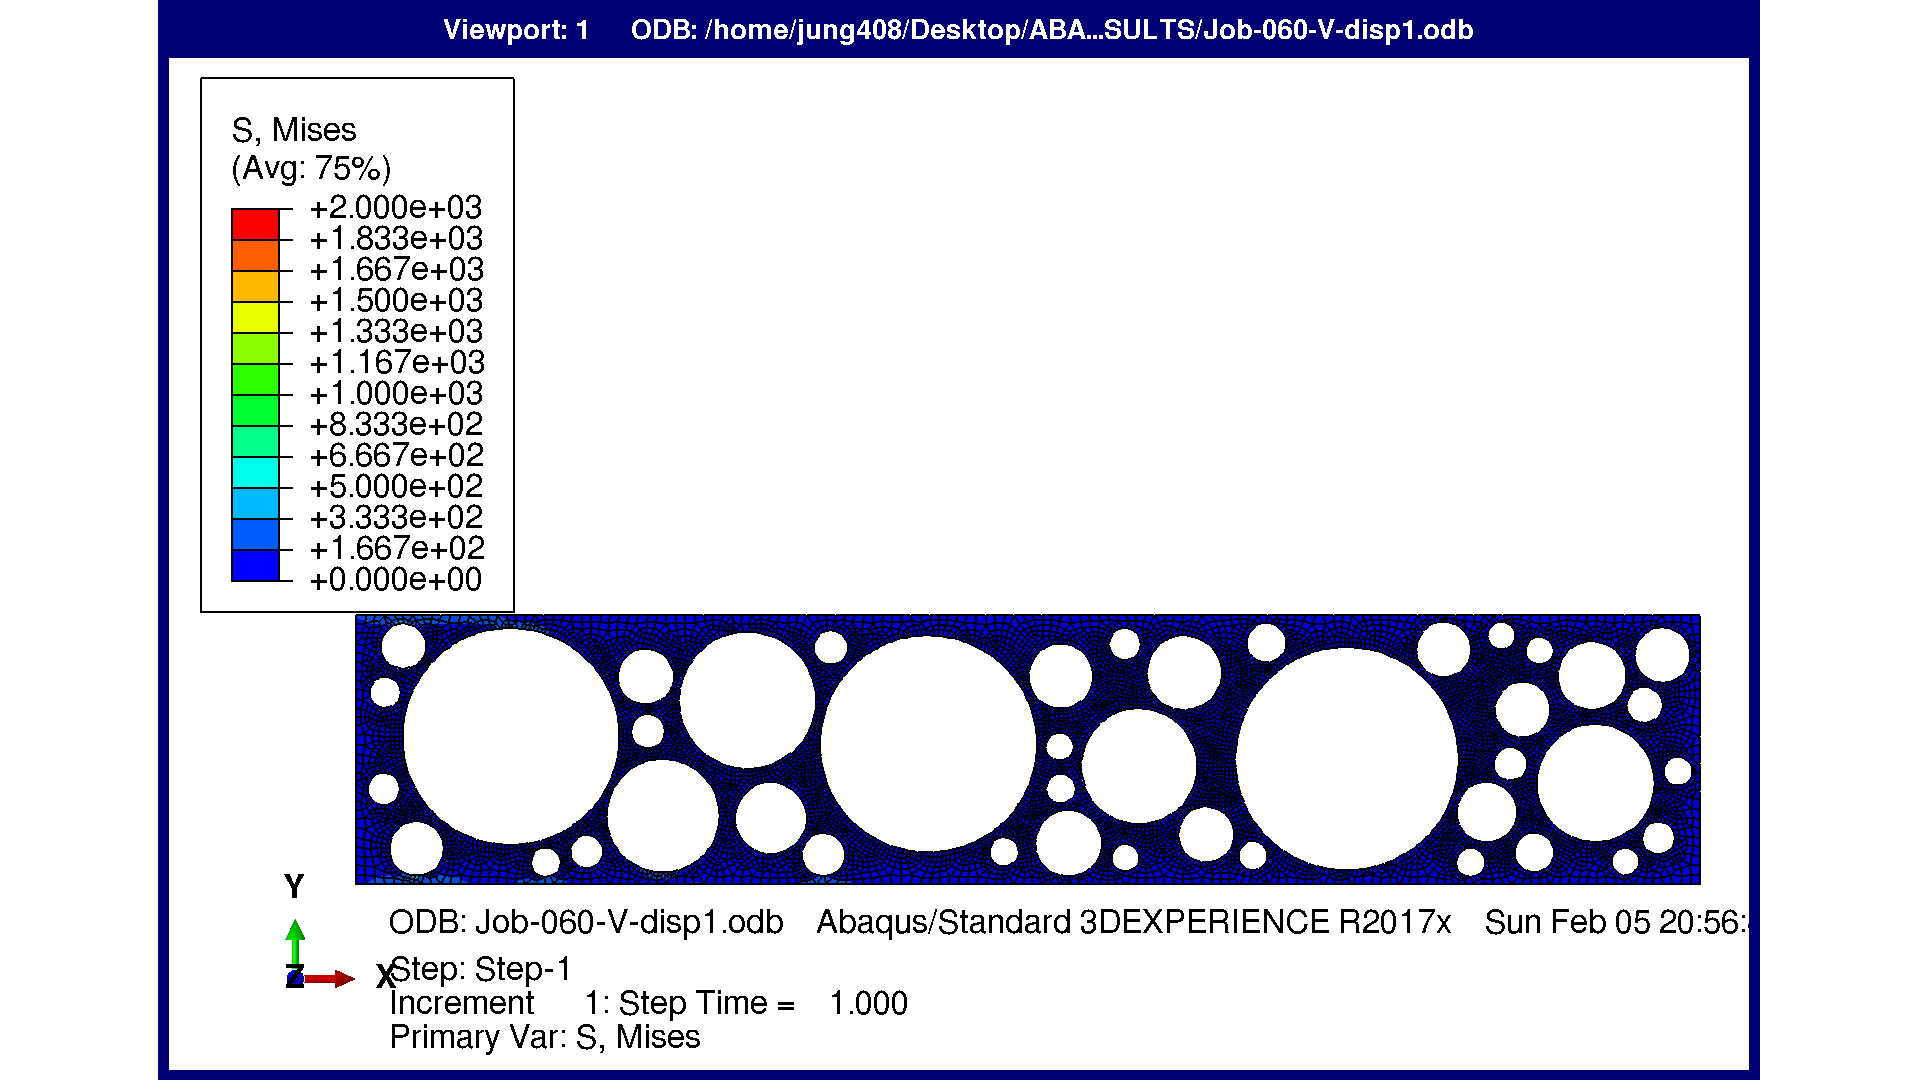 Viewport: 1 ODB: /home/jung408/Desktop/ABA...SULTS/Job-060-V-disp1.odb
S, Mises
(Avg: 75%)
+2.000e+03
+1.833e+03
+1.667e+03
+1.500e+03
+1.333e+03
+1.167e+03
+1.000e+03
+8.333e+02
+6.667e+02
+5.000e+02
+3.333e+02
+1.667e+02
+0.000e+00
Y
Z
X
ODB: Job-060-V-disp1.odb Abaqus/Standard 3DEXPERIENCE R2017x Sun Feb 05 20:56:
Step: Step-1
Increment 1: Step Time = 1.000
Primary Var: S, Mises